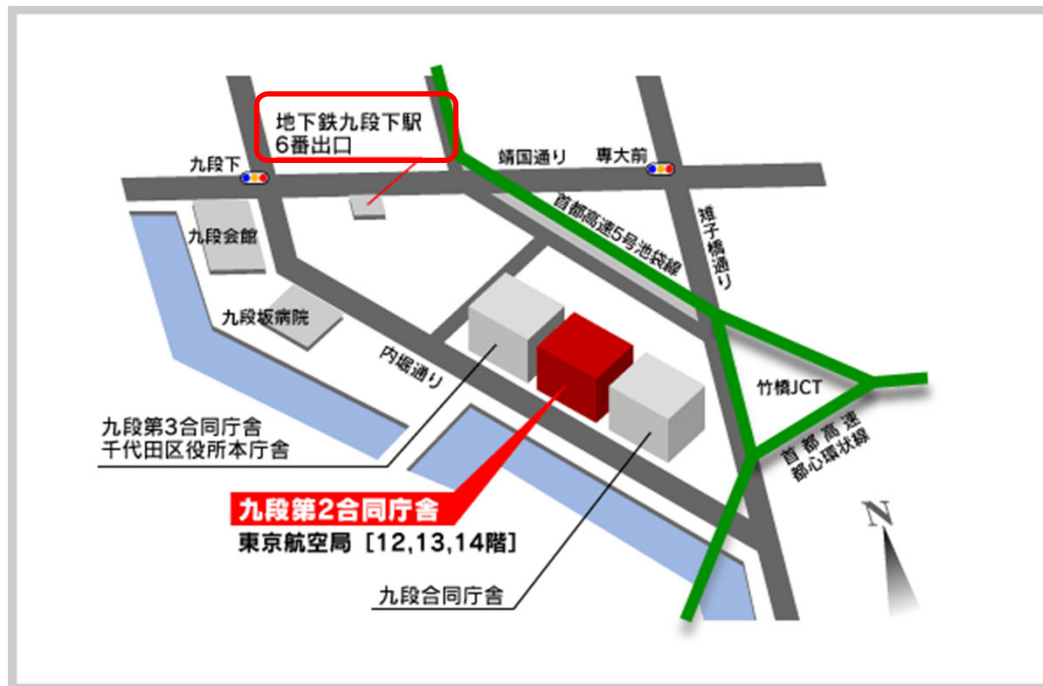 地下鉄九段下駅
6番出口
九段下
靖国通り
専大前
九段会館
首都高速5号池袋線
雉子橋通り
九段坂病院
内堀通り
竹橋JCT
九段第3合同庁舎
千代田区役所本庁舎
首都高速
都心環状線
九段第2合同庁舎
東京航空局［12,13,14階］
N
九段合同庁舎